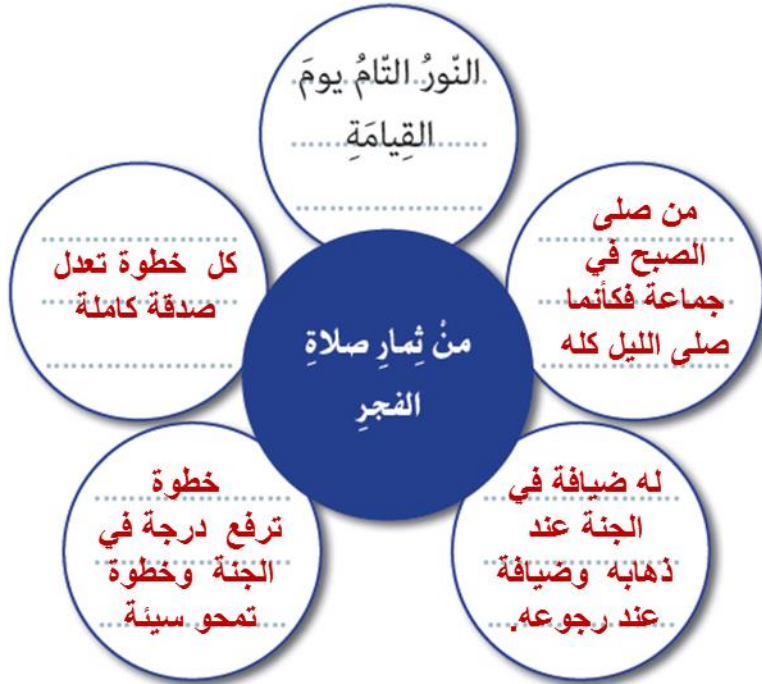 النّورُ التّامُ يومَ
القِيامَةِ
من صلى
الصبح في
جماعة فكأنما
صلى الليل كله
كل خطوة تعدل
صدقة كاملة
منْ ثِمارِ صلاةِ
الفجرِ
له ضيافة في
الجنة عند
ذهابه وضيافة
عند رجوعه.
خطوة
ترفع درجة في
الجنة وخطوة
تمحو سيئة